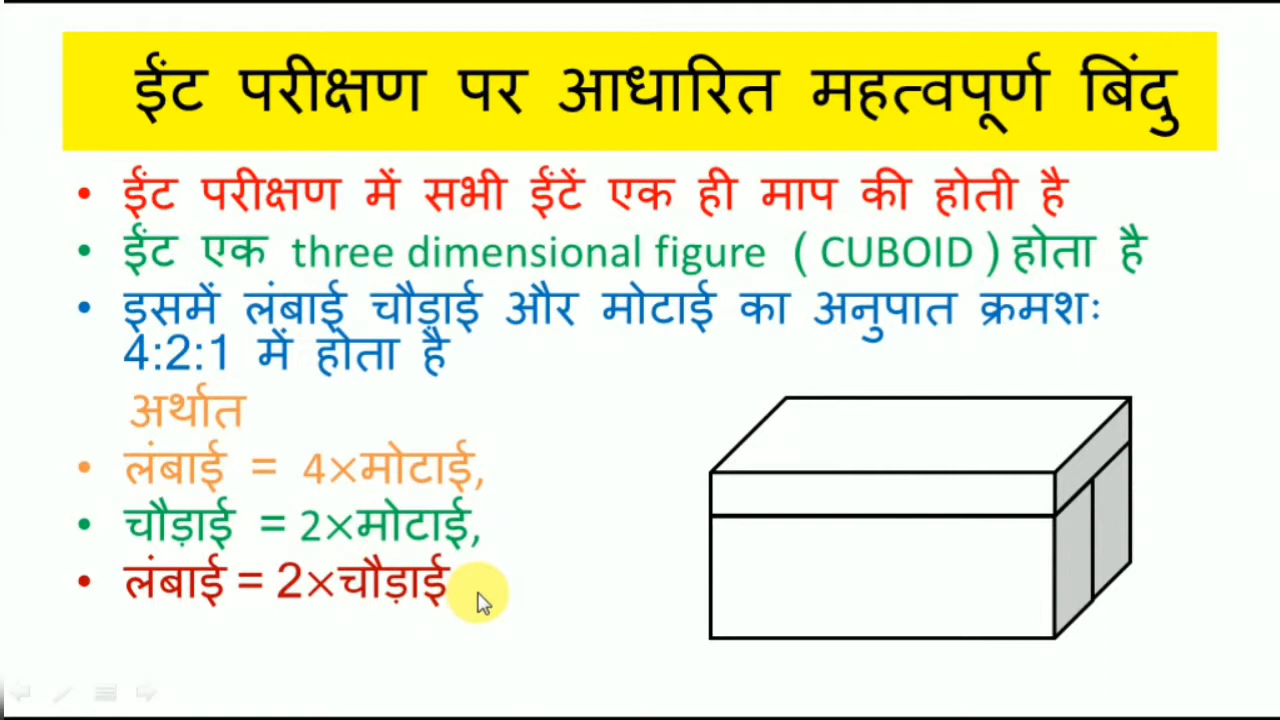 ईंट परीक्षण पर आधारित महत्वपूर्ण बिंदु
• ईंट परीक्षण में सभी ईंटें एक ही माप की होती है
• ईंट एक three dimensional figure ( CUBOID ) होता है
• इसमें लंबाई चौड़ाई और मोटाई का अनुपात क्रमशः
4:2:1 में होता है
अर्थात
• लंबाई = 4×मोटाई,
• चौड़ाई = 2×मोटाई,
• लंबाई = 2×चौड़ाई